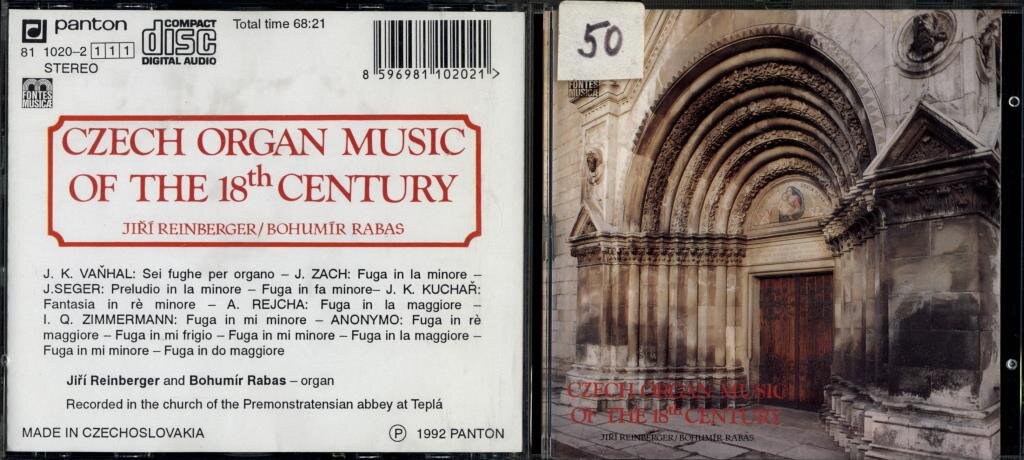 panton
COMPACT
disc
DIGITAL AUDIO
Total time 68:21
81 1020–2 1 1 1
STEREO
FONTES
MUSICÆ
8 596981 102021 >
CZECH ORGAN MUSIC
OF THE 18th CENTURY
JIŘÍ REINBERGER/BOHUMÍR RABAS
J. K. VAŇHAL: Sei fughe per organo – J. ZACH: Fuga in la minore –
J.SEGER: Preludio in la minore – Fuga in fa minore– J. K. KUCHAŘ:
Fantasia in rè minore – A. REJCHA: Fuga in la maggiore –
I. Q. ZIMMERMANN: Fuga in mi minore – ANONYMO: Fuga in rè
maggiore – Fuga in mi frigio – Fuga in mi minore – Fuga in la maggiore –
Fuga in mi minore – Fuga in do maggiore
Jiří Reinberger and Bohumír Rabas – organ
Recorded in the church of the Premonstratensian abbey at Teplá
MADE IN CZECHOSLOVAKIA
Ⓟ 1992 PANTON
50
FONTES
MUSICÆ
CZECH ORGAN MUSIC
OF THE 18th CENTURY
JIŘÍ REINBERGER/BOHUMÍR RABAS